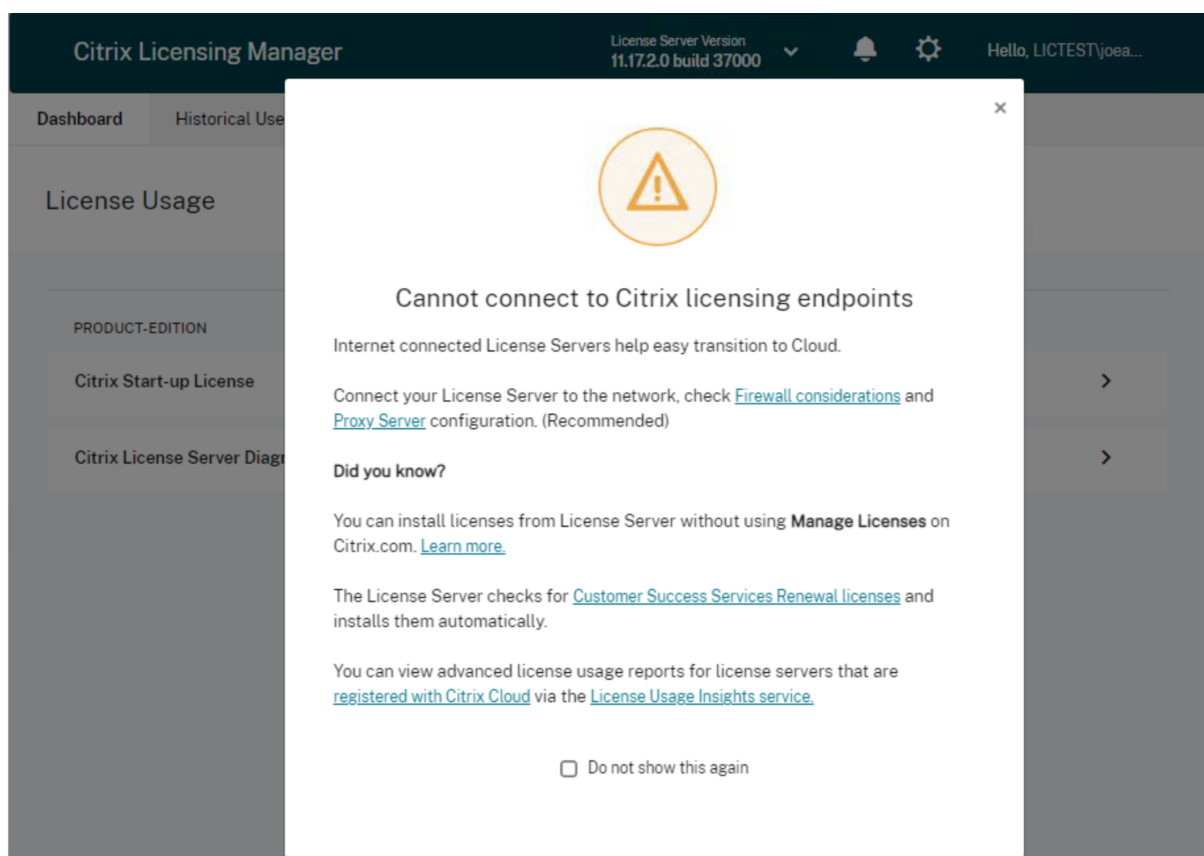 Citrix Licensing Manager
License Server Version
11.17.2.0 build 37000
Hello, LICTEST\joea...
Dashboard
Historical Use
License Usage
PRODUCT-EDITION
Citrix Start-up License
Citrix License Server Diagn
×
Cannot connect to Citrix licensing endpoints
Internet connected License Servers help easy transition to Cloud.
Connect your License Server to the network, check Firewall considerations and
Proxy Server configuration. (Recommended)
Did you know?
You can install licenses from License Server without using Manage Licenses on
Citrix.com. Learn more.
The License Server checks for Customer Success Services Renewal licenses and
installs them automatically.
You can view advanced license usage reports for license servers that are
registered with Citrix Cloud via the License Usage Insights service.
Do not show this again